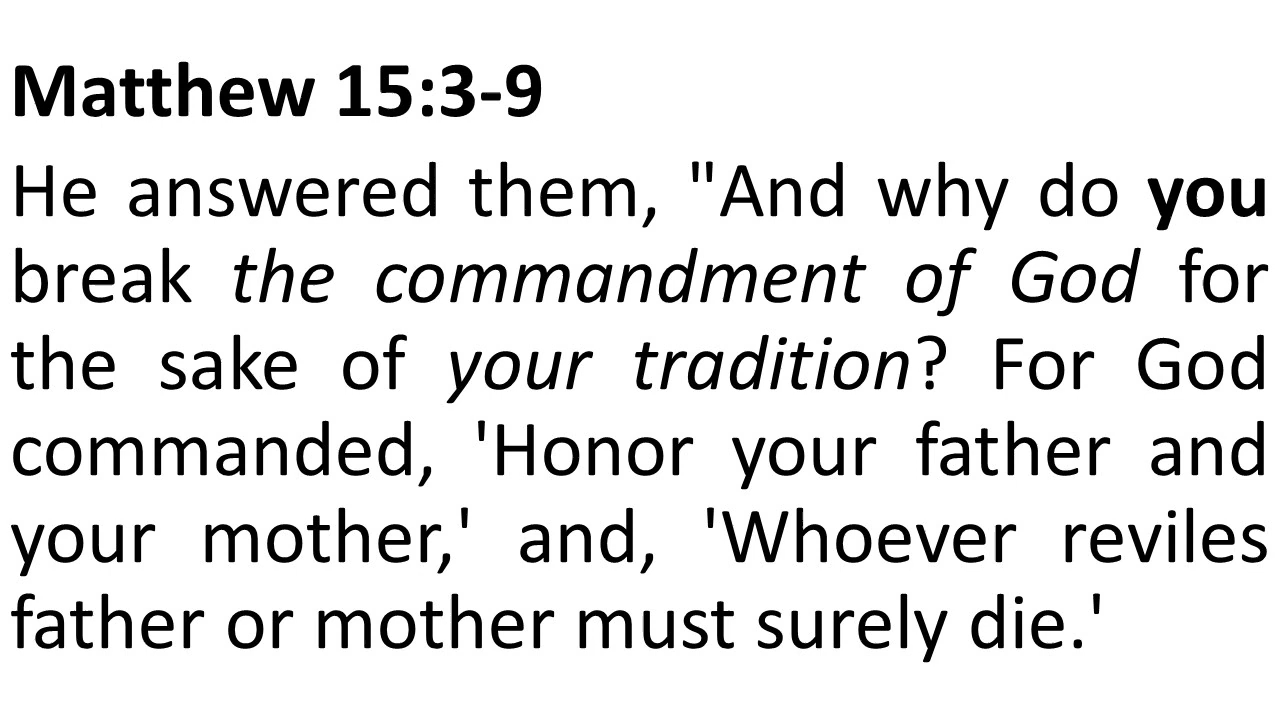 Matthew 15:3-9
He answered them, "And why do you
break the commandment of God for
the sake of your tradition? For God
commanded, 'Honor your father and
your mother,' and, 'Whoever reviles
father or mother must surely die.'